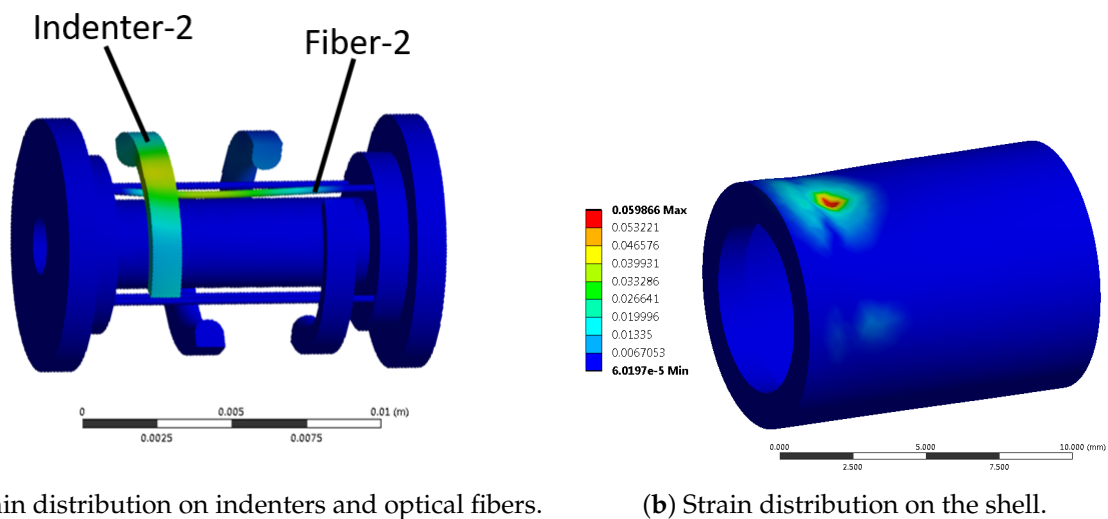 Indenter-2
Fiber-2
0
0.005
0.01 (m)
0.0025
0.0075
0.059866 Max
0.053221
0.046576
0.039931
0.033286
0.026641
0.019996
0.01335
0.0067053
6.0197e-5 Min
0.000
5.000
10.000 (mm)
2.500
7.500
in distribution on indenters and optical fibers.
(b) Strain distribution on the shell.